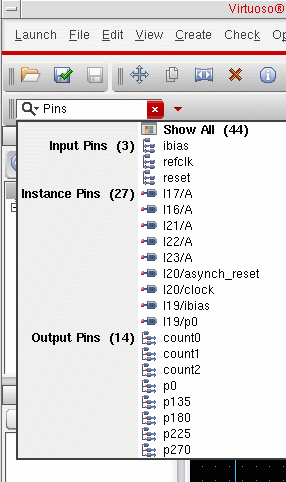 Virtuoso®
Launch File Edit View Create Check
Pins
Show All (44)
Input Pins (3) ibias
refclk
reset
Instance Pins (27) I17/A
I16/A
I21/A
I22/A
I23/A
I20/asynch_reset
I20/clock
I19/ibias
I19/p0
Output Pins (14) count0
count1
count2
p0
p135
p180
p225
p270